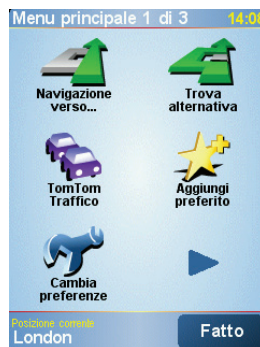 Menu principale 1 di 3 14:08
Navigazione
verso...
Trova
alternativa
TomTom
Traffico
Aggiungi
preferito
Cambia
preferenze
Posizione corrente
London
Fatto